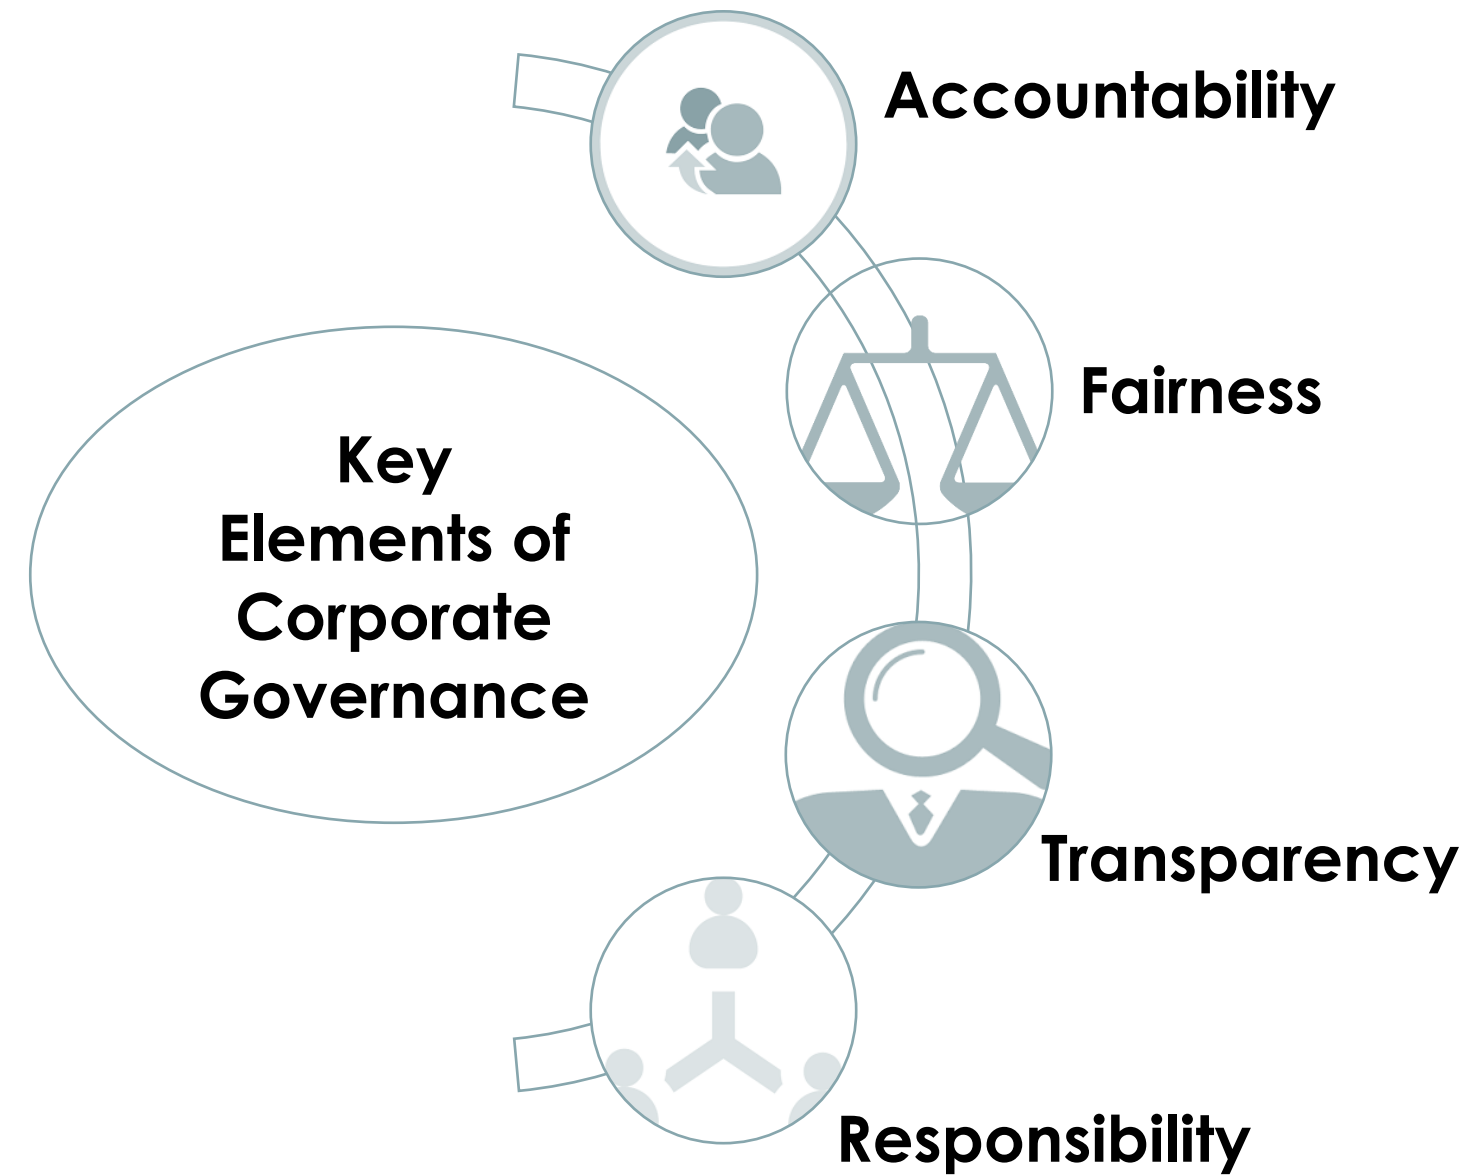 Accountability
Fairness
Key
Elements of
Corporate
Governance
Transparency
Responsibility